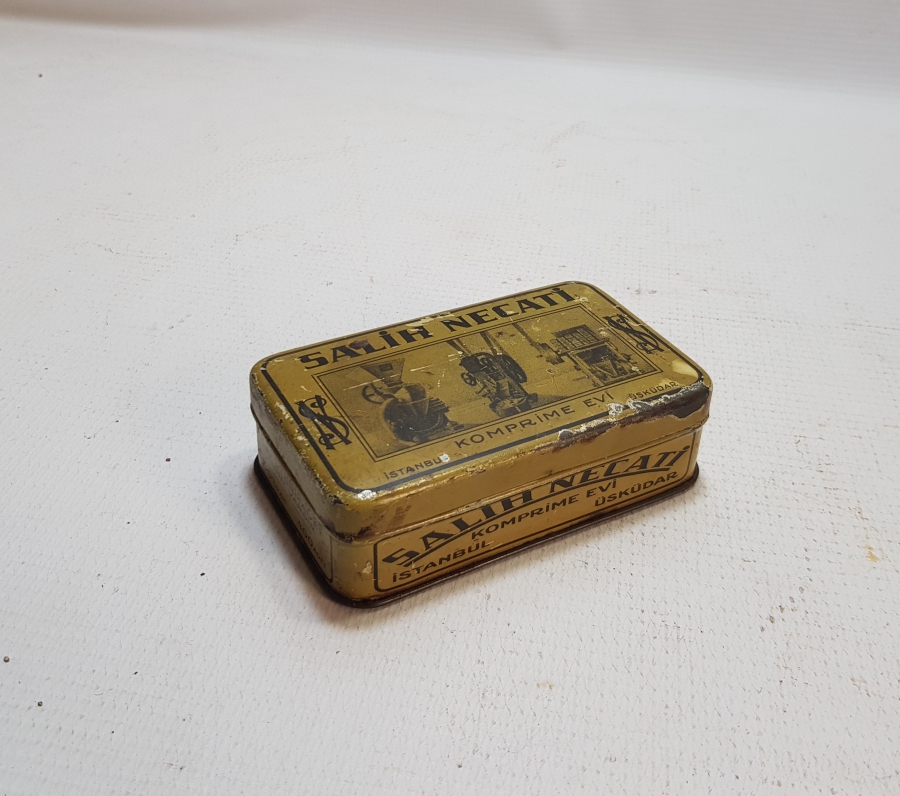 SALİH NECATİ
İSTANBUL KOMPRİME EVİ ÜSKÜDAR
SALİH NECATİ
KOMPRİME EVİ
İSTANBUL ÜSKÜDAR